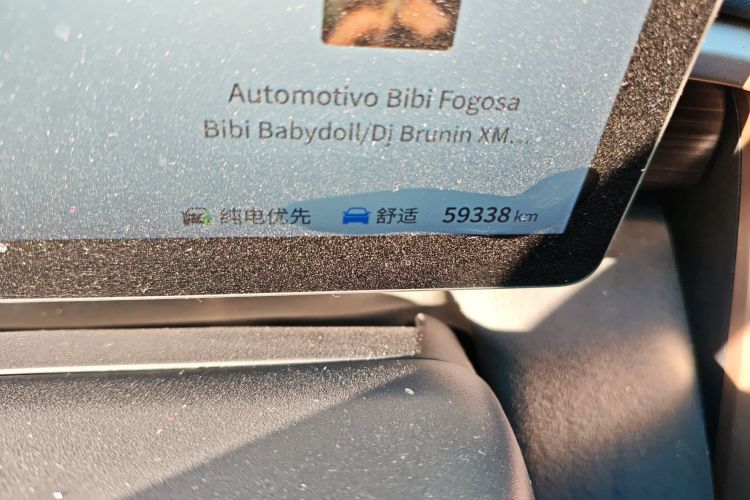 Automotivo Bibi Fogosa
Bibi Babydoll/Dj Brunin XM...
纯电优先 舒适 59338 km